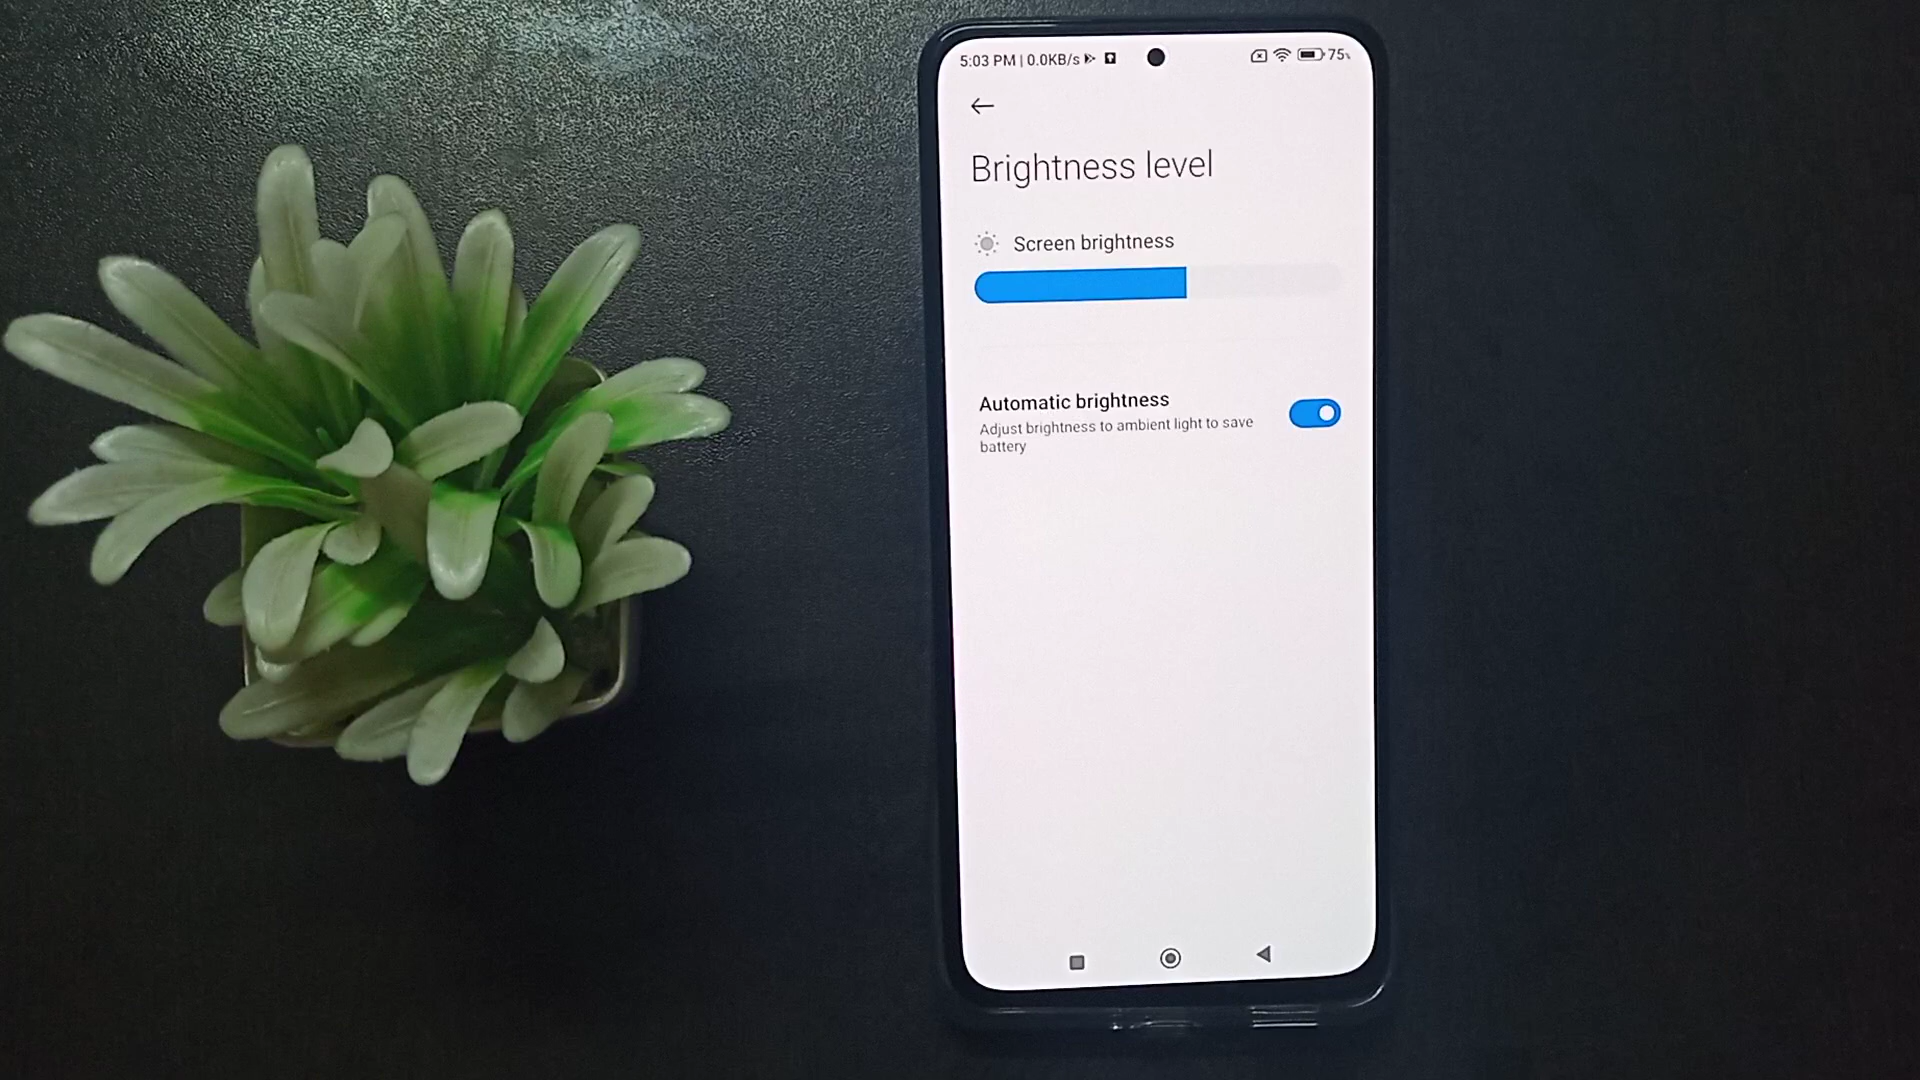 5:03 PM | 0.0KB/s 75%
Brightness level
Screen brightness
Automatic brightness
Adjust brightness to ambient light to save
battery